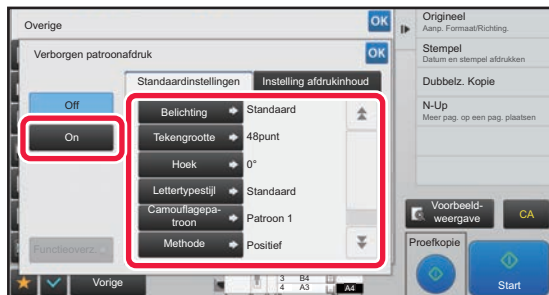 Overige
OK
Verborgen patroonafdruk
OK
Standaardinstellingen
Instelling afdrukinhoud
Off
On
Belichting
Standaard
Tekengrootte
48punt
Hoek
0°
Lettertypestijl
Standaard
Camouflagepa-
troon
Patroon 1
Methode
Positief
Functieoverz.
Vorige
3 B4
4 A3
A4
Origineel
Aanp. Formaat/Richting.
Stempel
Datum en stempel afdrukken
Dubbelz. Kopie
N-Up
Meer pag. op een pag. plaatsen
Voorbeeld-
weergave
CA
Proefkopie
Start